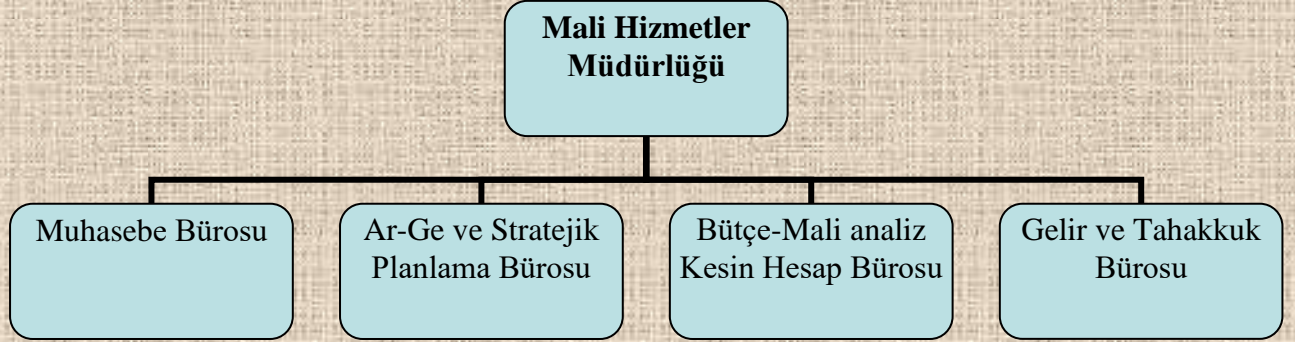 Mali Hizmetler
Müdürlüğü
Muhasebe Bürosu
Ar-Ge ve Stratejik
Planlama Bürosu
Bütçe-Mali analiz
Kesin Hesap Bürosu
Gelir ve Tahakkuk
Bürosu